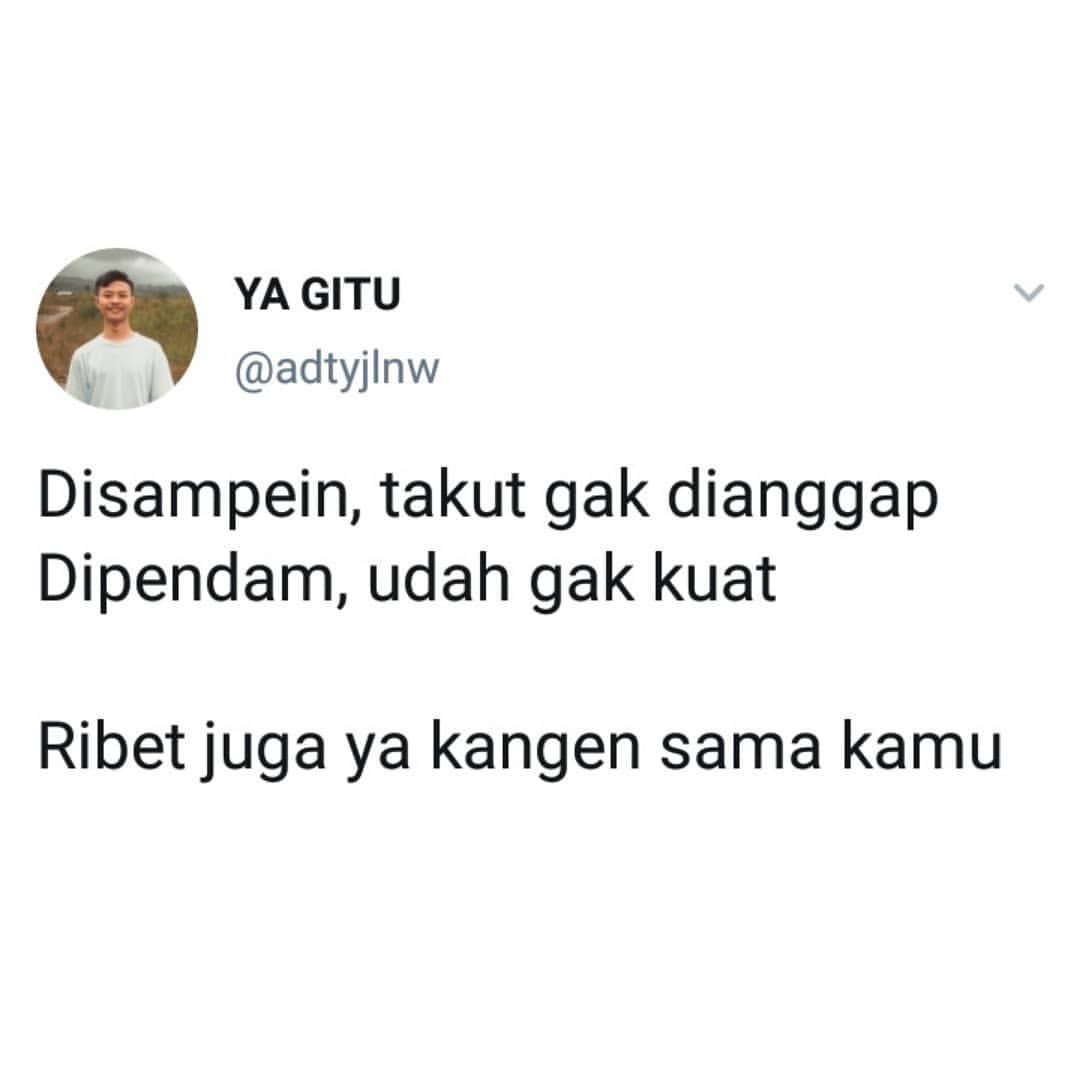 YA GITU
@adtyjlnw
Disampein, takut gak dianggap
Dipendam, udah gak kuat
Ribet juga ya kangen sama kamu